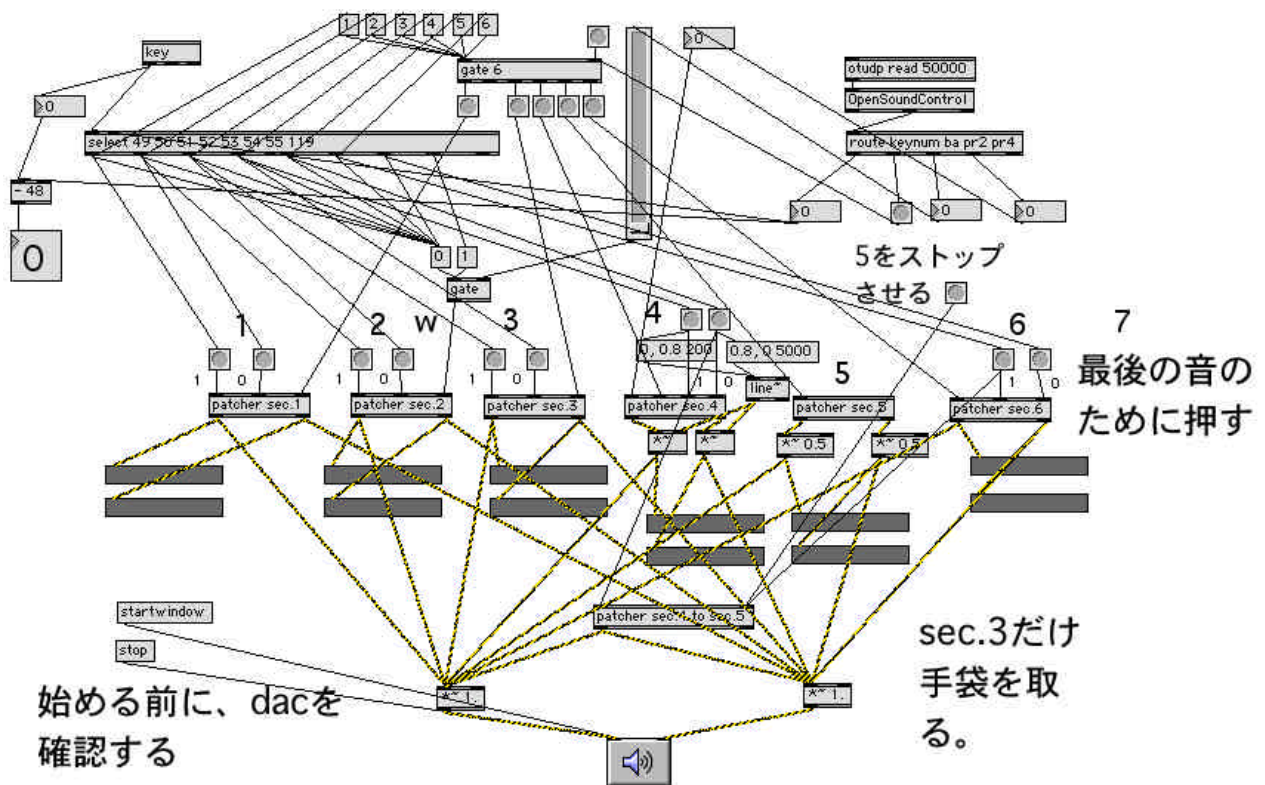 1 2 3 4 5 6
key
0
gate 6
0
otudp read 50000
OpenSoundControl
select 49 50 51 52 53 54 55 119
route keynum ba pr2 pr4
- 48
0
0 0 0
0 1
gate
5をストップ
させる
1 2 w 3 4 5 6 7
0, 0.8 200
0.8, 0 5000
1 0 1 0 1 0 1 0 1 0
line~
最後の音の
ために押す
patcher sec.1
patcher sec.2
patcher sec.3
patcher sec.4
patcher sec.5
patcher sec.6
*~ *~ *~ 0.5 *~ 0.5
startwindow
patcher sec.4 to sec.5
stop
sec.3だけ
手袋を取
る。
*~ 1. *~ 1.
始める前に、dacを
確認する